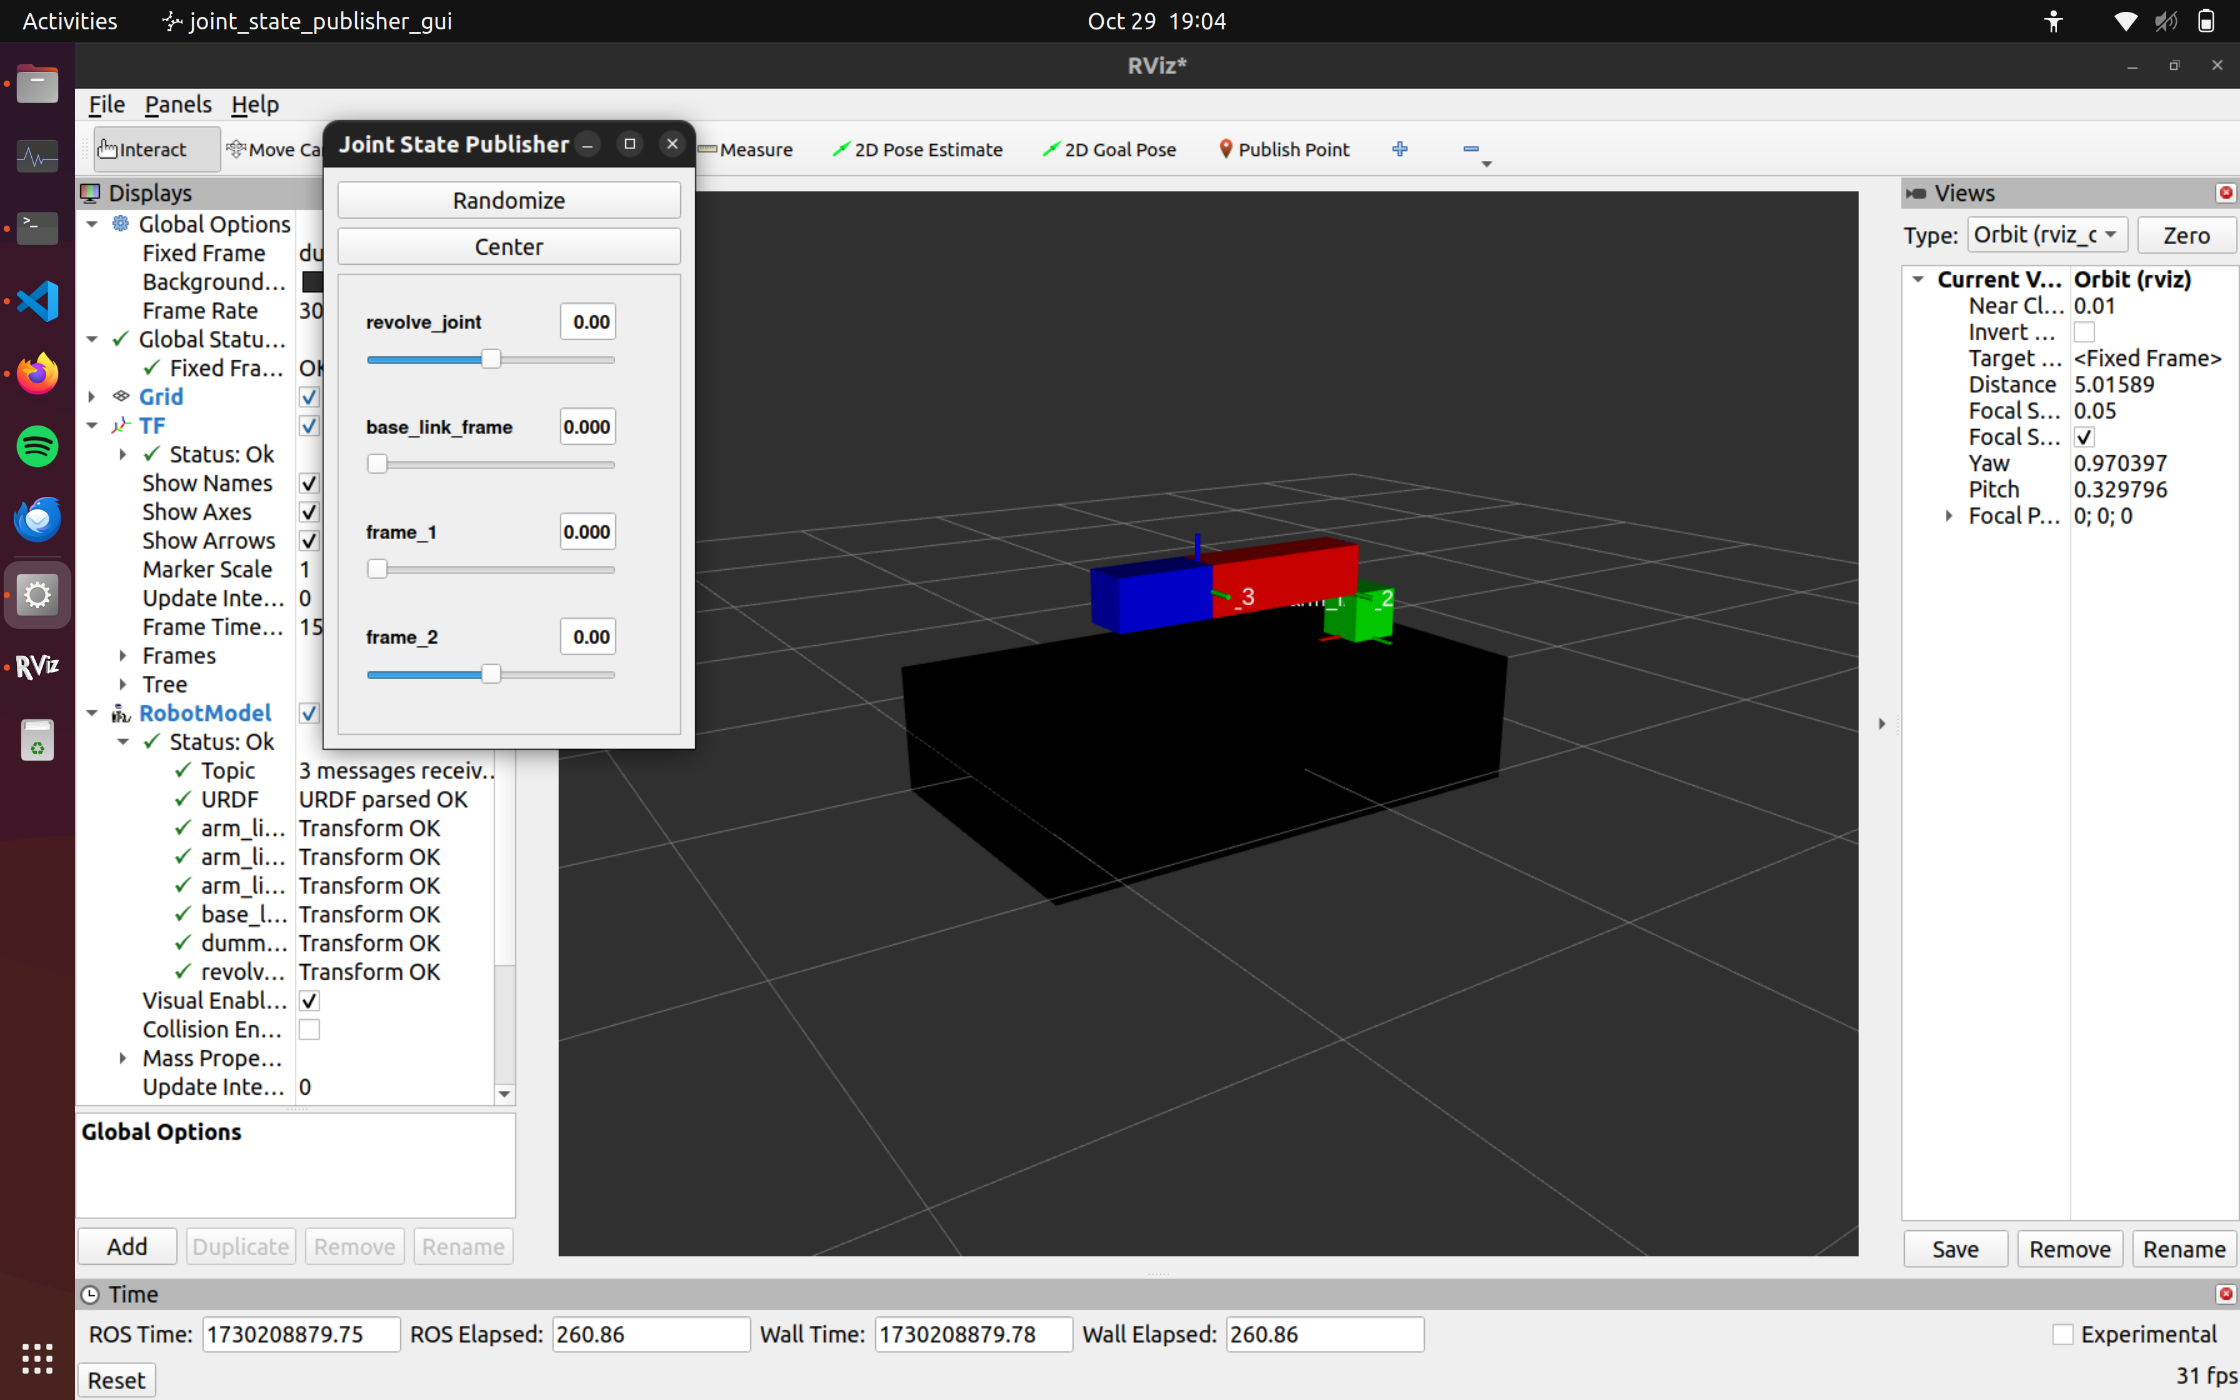 Activities joint_state_publisher_gui Oct 29 19:04
RViz*
File Panels Help
Interact Move Ca Measure 2D Pose Estimate 2D Goal Pose Publish Point
Joint State Publisher
Randomize
Center
revolve_joint 0.00
base_link_frame 0.000
frame_1 0.000
frame_2 0.00
Displays
Global Options
Fixed Frame du
Background...
Frame Rate 30
Global Statu...
Fixed Fra... OK
Grid
TF
Status: Ok
Show Names
Show Axes
Show Arrows
Marker Scale 1
Update Inte... 0
Frame Time... 15
Frames
Tree
RobotModel
Status: Ok
Topic 3 messages receiv..
URDF URDF parsed OK
arm_li... Transform OK
arm_li... Transform OK
arm_li... Transform OK
base_l... Transform OK
dumm... Transform OK
revolv... Transform OK
Visual Enabl...
Collision En...
Mass Prope...
Update Inte... 0
Global Options
Add Duplicate Remove Rename
_3 _2
Views
Type: Orbit (rviz_c Zero
Current V... Orbit (rviz)
Near Cl... 0.01
Invert ...
Target ... <Fixed Frame>
Distance 5.01589
Focal S... 0.05
Focal S...
Yaw 0.970397
Pitch 0.329796
Focal P... 0; 0; 0
Save Remove Rename
RViz
Time
ROS Time: 1730208879.75 ROS Elapsed: 260.86 Wall Time: 1730208879.78 Wall Elapsed: 260.86 Experimental
Reset 31 fps